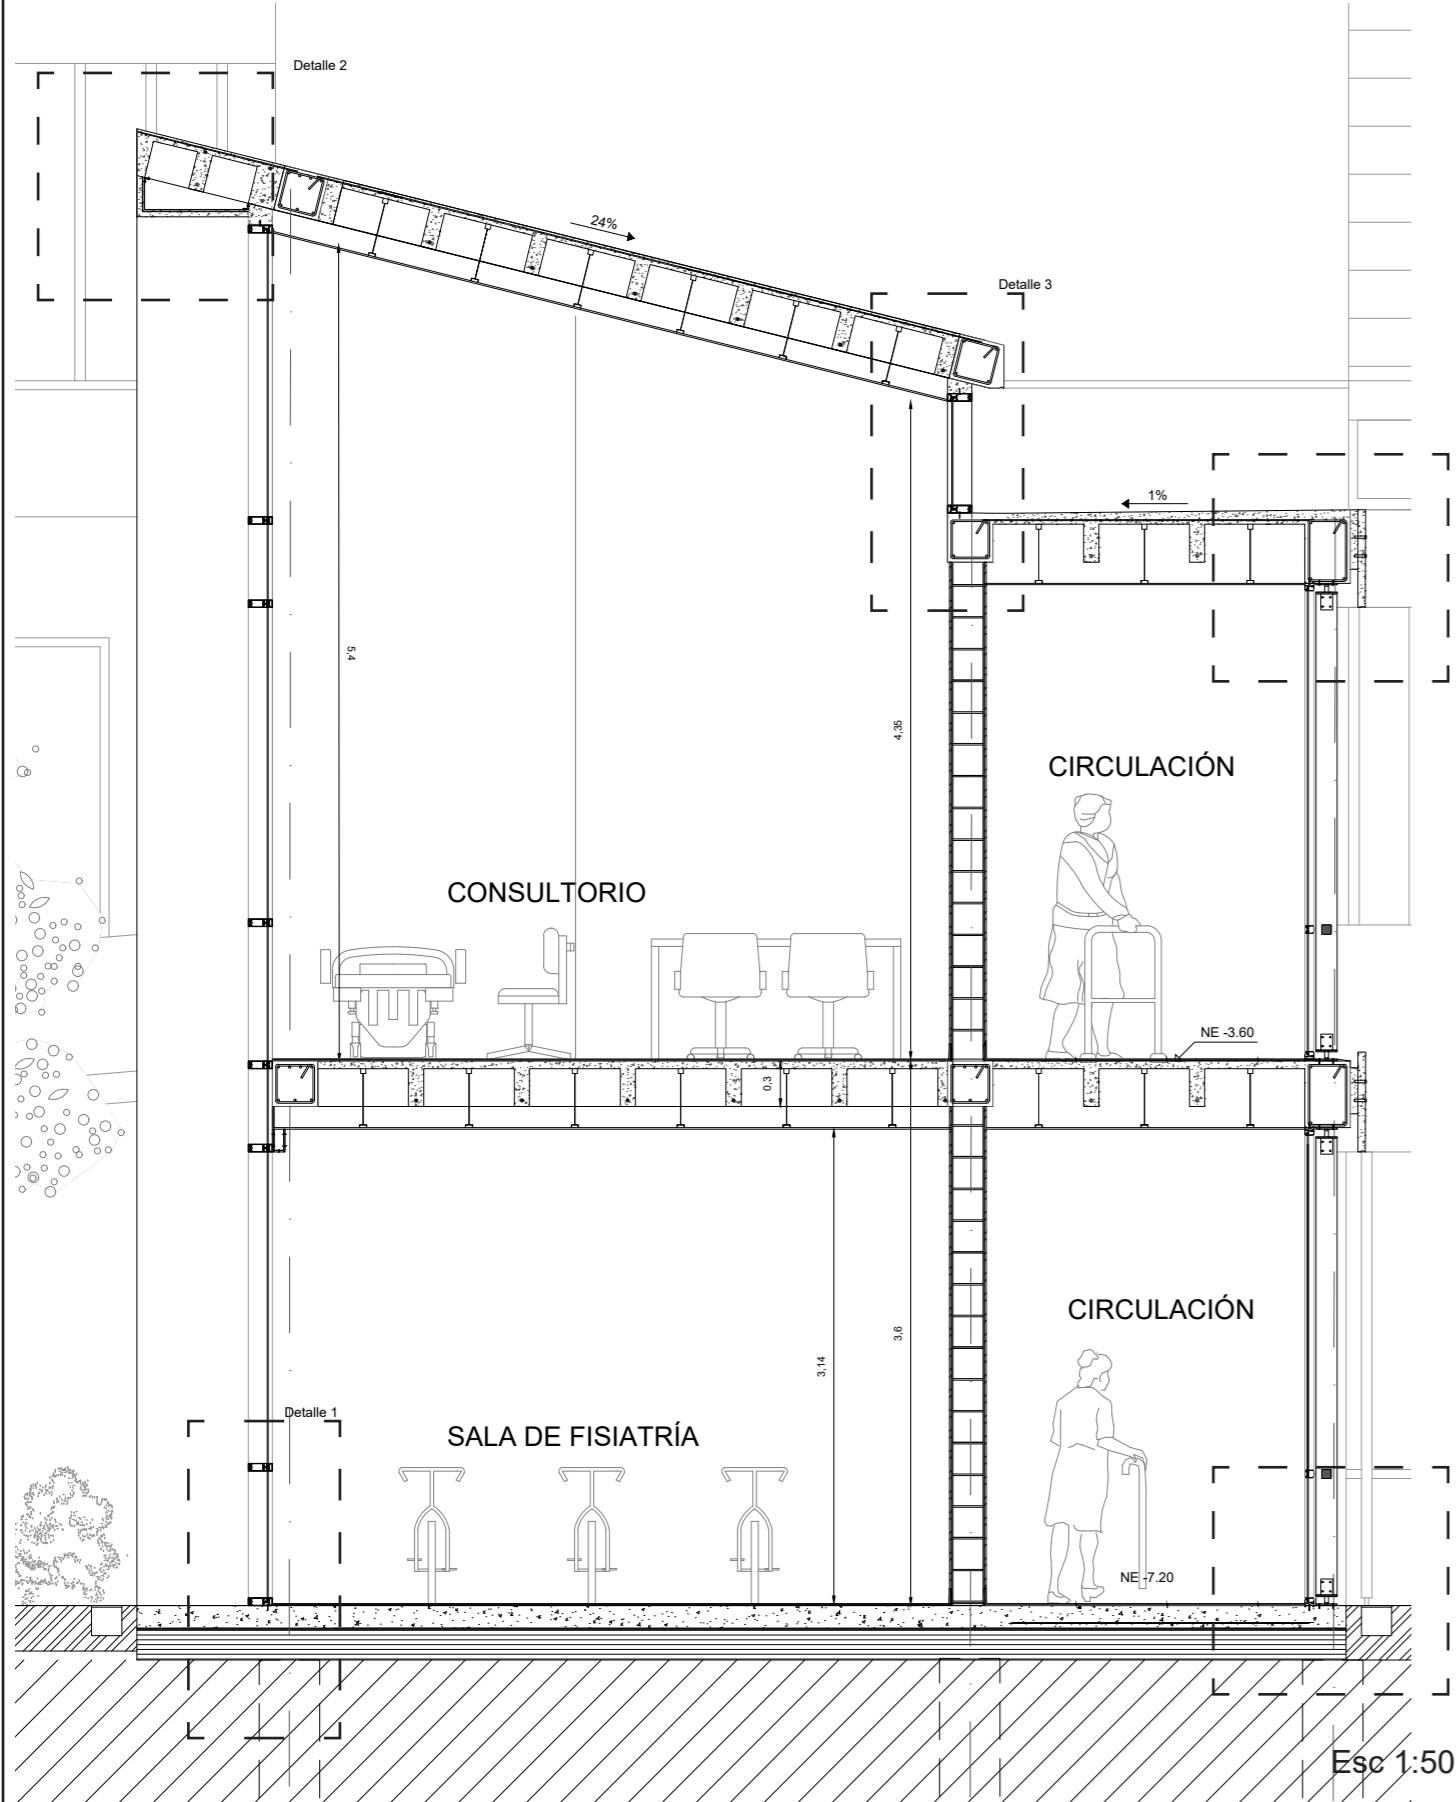 Detalle 2
24%
Detalle 3
1%
5,4
4,35
CIRCULACIÓN
CONSULTORIO
NE -3.60
0,3
CIRCULACIÓN
3,6
3,14
Detalle 1
SALA DE FISIATRÍA
NE -7.20
Esc 1:50